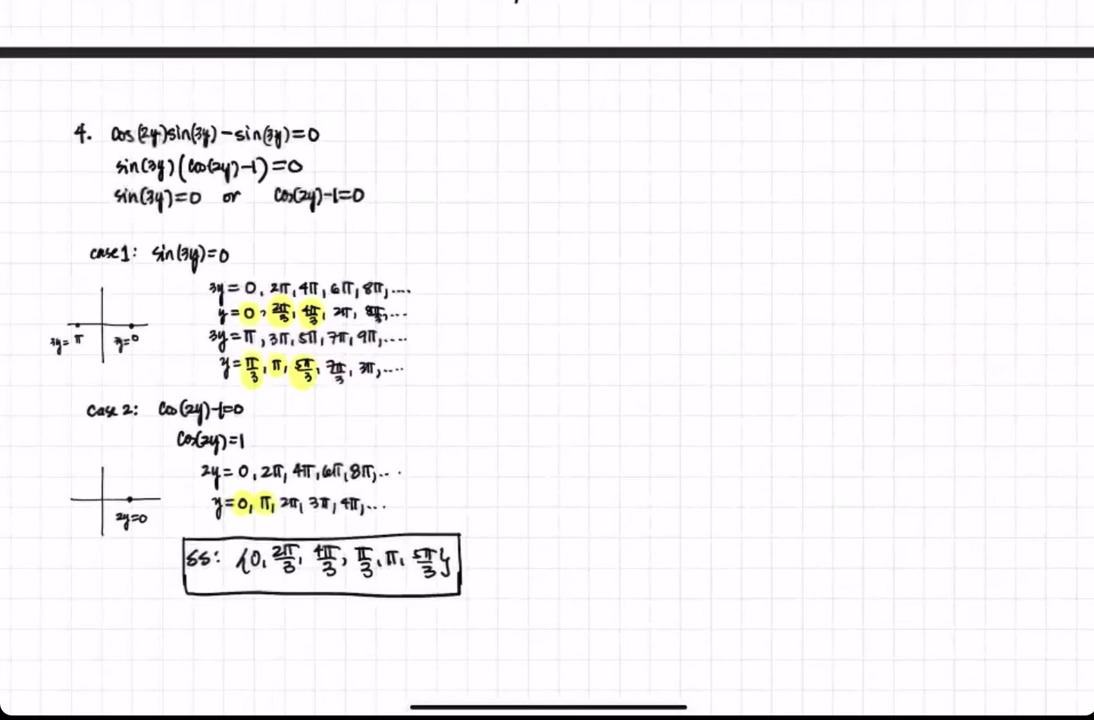 4. cos(2y)sin(3y)-sin(3y)=0
sin(3y)(cos(2y)-1)=0
sin(3y)=0 or cos(2y)-1=0
case 1: sin(3y)=0
3y = 0, 2π, 4π, 6π, 8π, ....
y = 0, 2π/3, 4π/3, 2π, 8π/3, ...
3y = π 3y=0
3y = π, 3π, 5π, 7π, 9π, ....
y = π/3, π, 5π/3, 7π/3, 3π, ....
case 2: cos(2y)-1=0
cos(2y)=1
2y = 0, 2π, 4π, 6π, 8π, ...
y = 0, π, 2π, 3π, 4π, ...
2y=0
SS: {0, 2π/3, 4π/3, π/3, π, 5π/3}